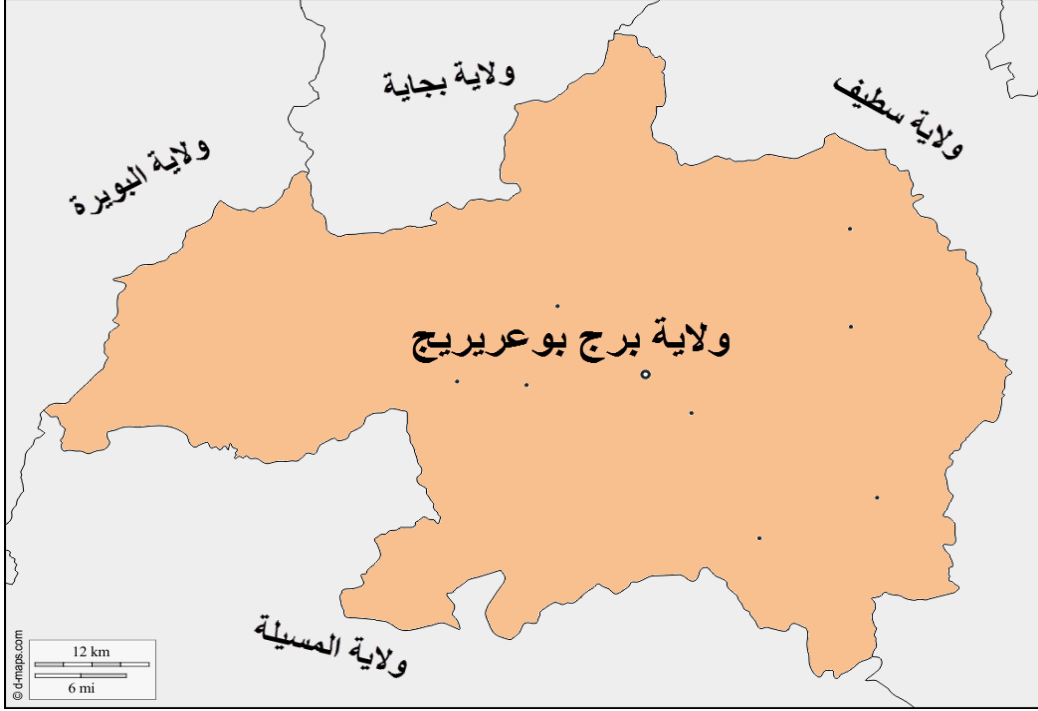 ولاية بجاية
ولاية سطيف
ولاية البويرة
ولاية برج بوعريريج
ولاية المسيلة
12 km
6 mi
© d-maps.com